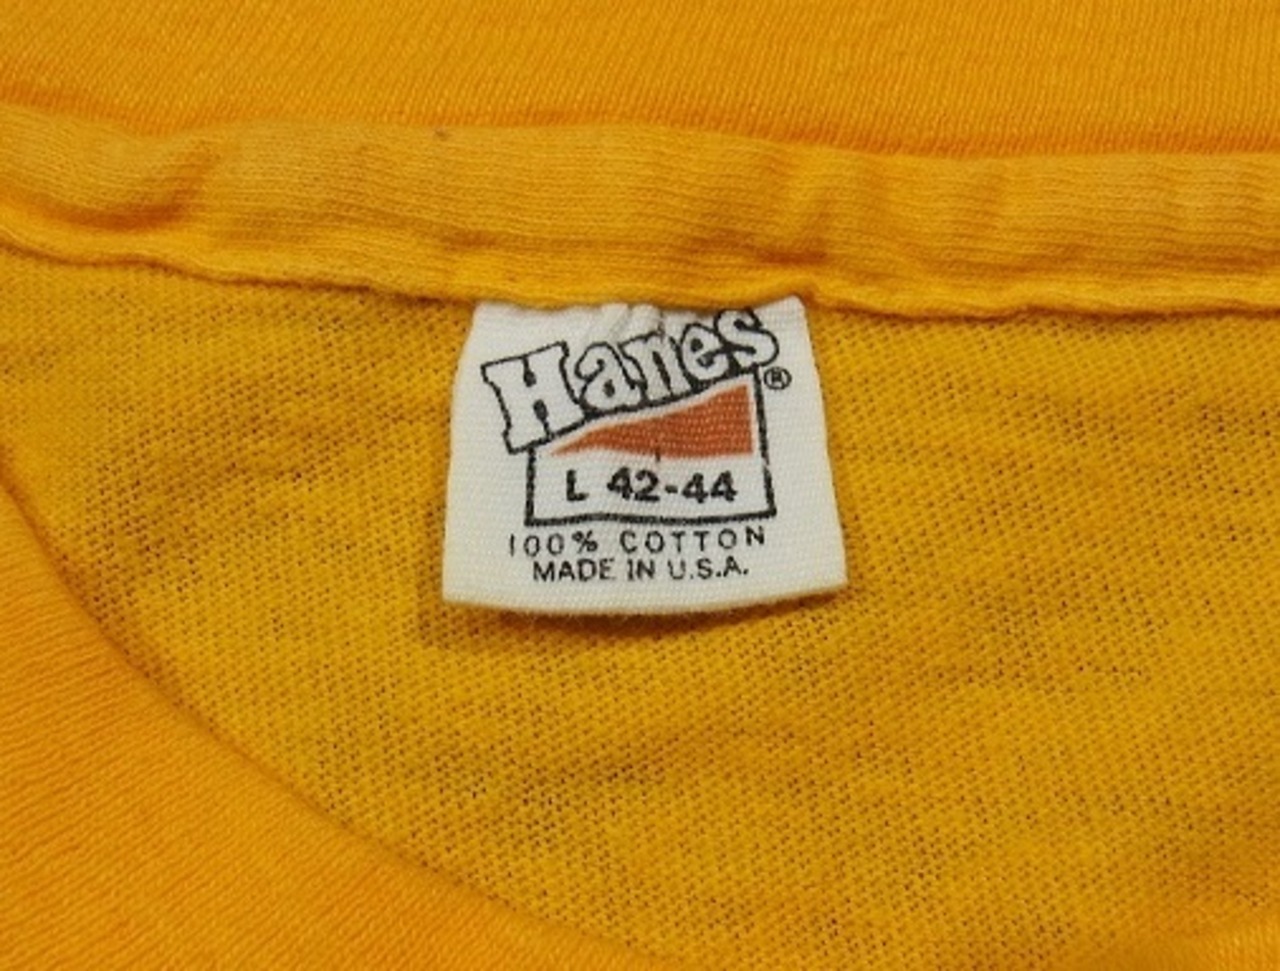 Hanes®
L 42-44
100% COTTON
MADE IN U.S.A.